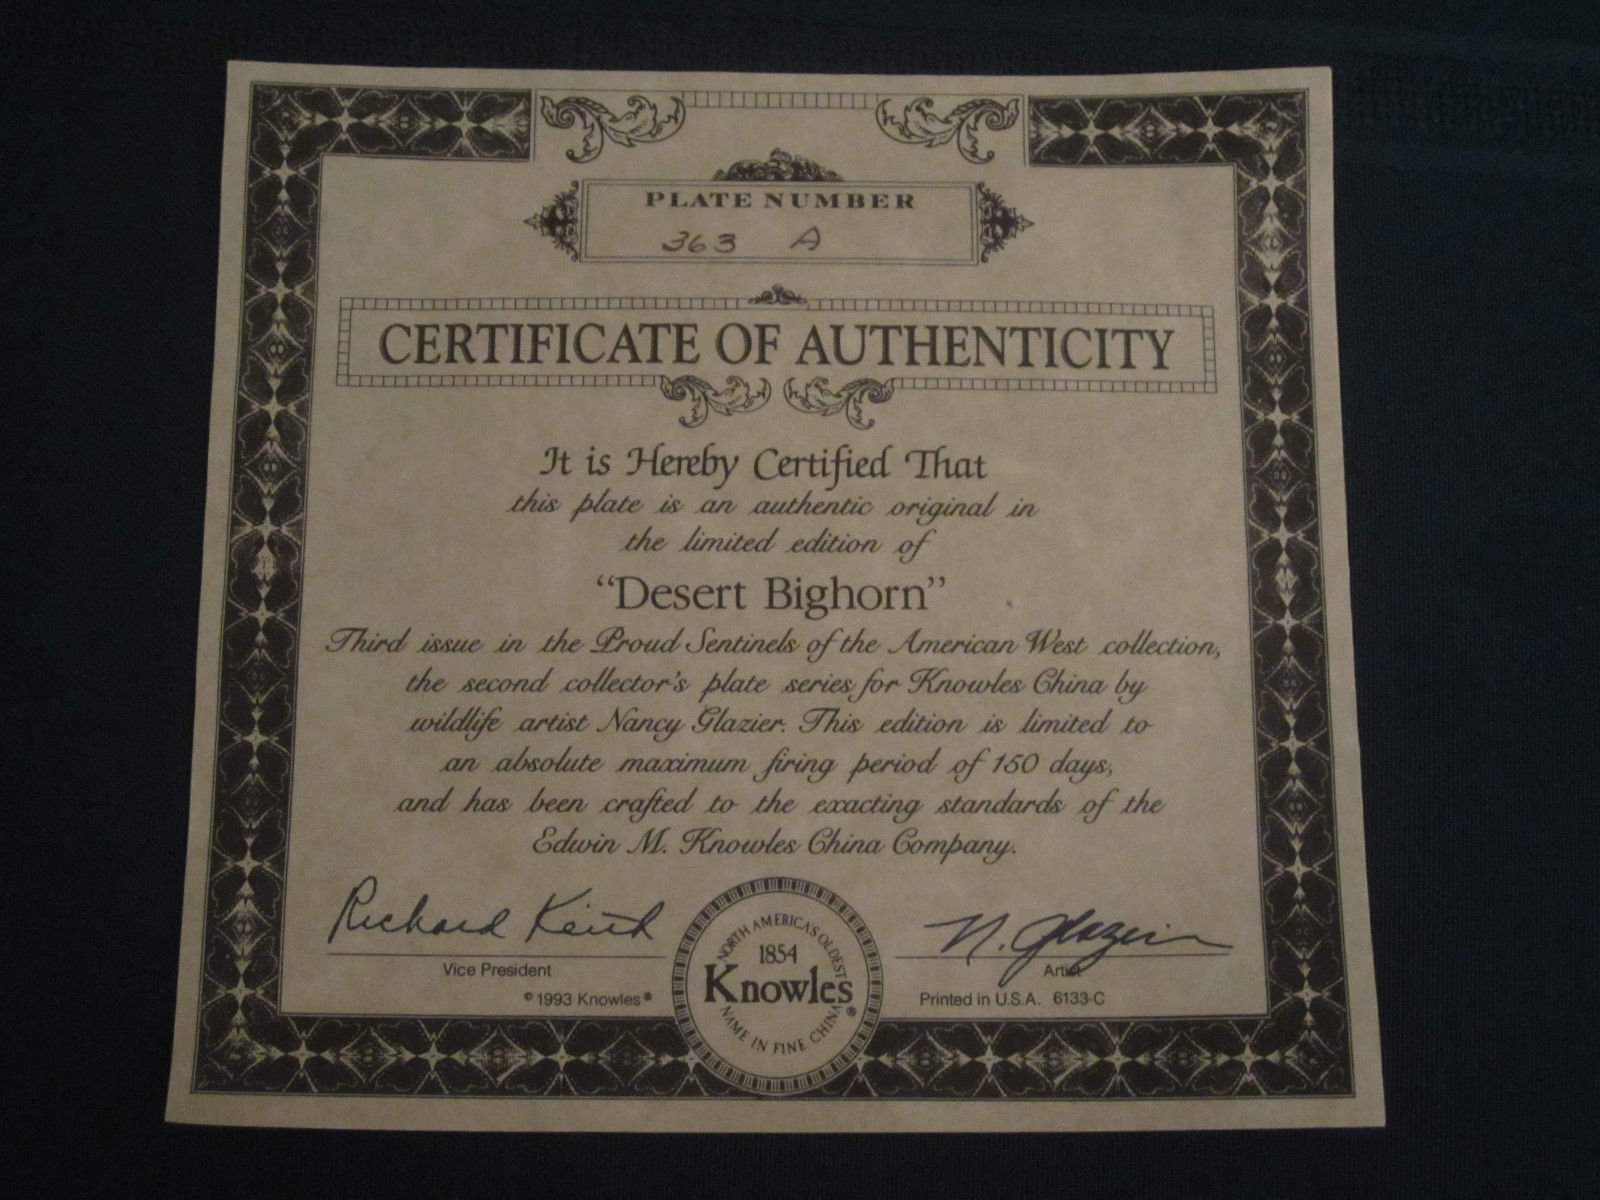 PLATE NUMBER
363 A
CERTIFICATE OF AUTHENTICITY
It is Hereby Certified That
this plate is an authentic original in
the limited edition of
“Desert Bighorn”
Third issue in the Proud Sentinels of the American West collection,
the second collector's plate series for Knowles China by
wildlife artist Nancy Glazier. This edition is limited to
an absolute maximum firing period of 150 days,
and has been crafted to the exacting standards of the
Edwin M. Knowles China Company.
Richard Keith
Vice President
© 1993 Knowles®
NORTH AMERICA'S OLDEST
1854
Knowles®
NAME IN FINE CHINA
N. Glazier
Artist
Printed in U.S.A. 6133-C